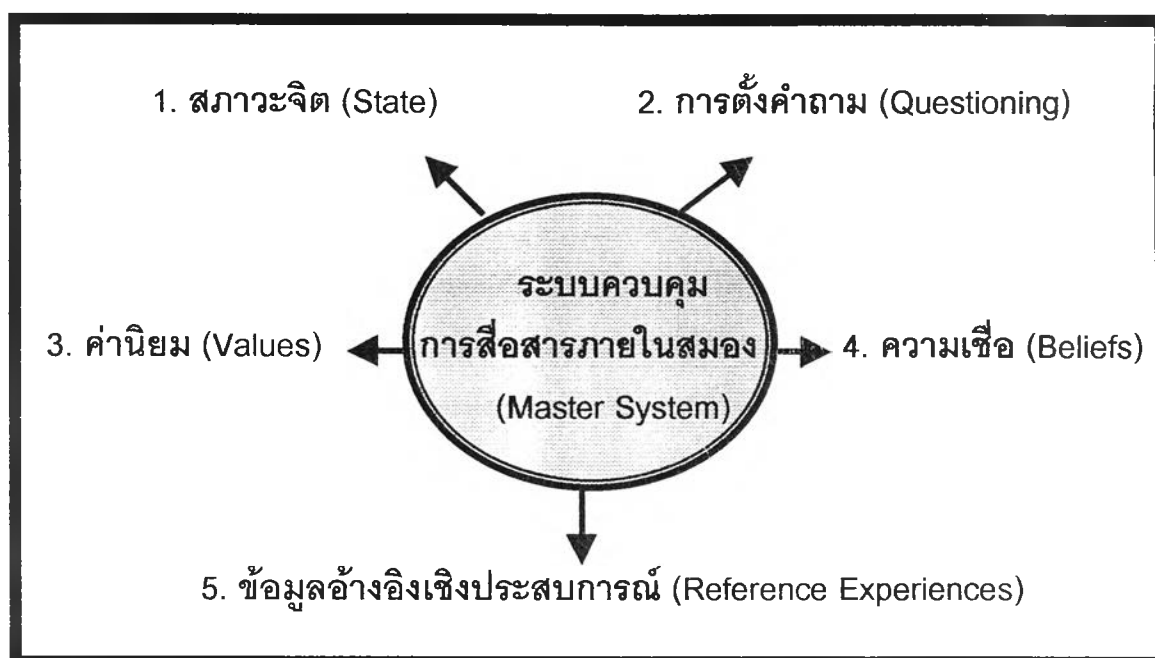 1. สภาวะจิต (State)
2. การตั้งคำถาม (Questioning)
ระบบควบคุม
การสื่อสารภายในสมอง
(Master System)
3. ค่านิยม (Values)
4. ความเชื่อ (Beliefs)
5. ข้อมูลอ้างอิงเชิงประสบการณ์ (Reference Experiences)